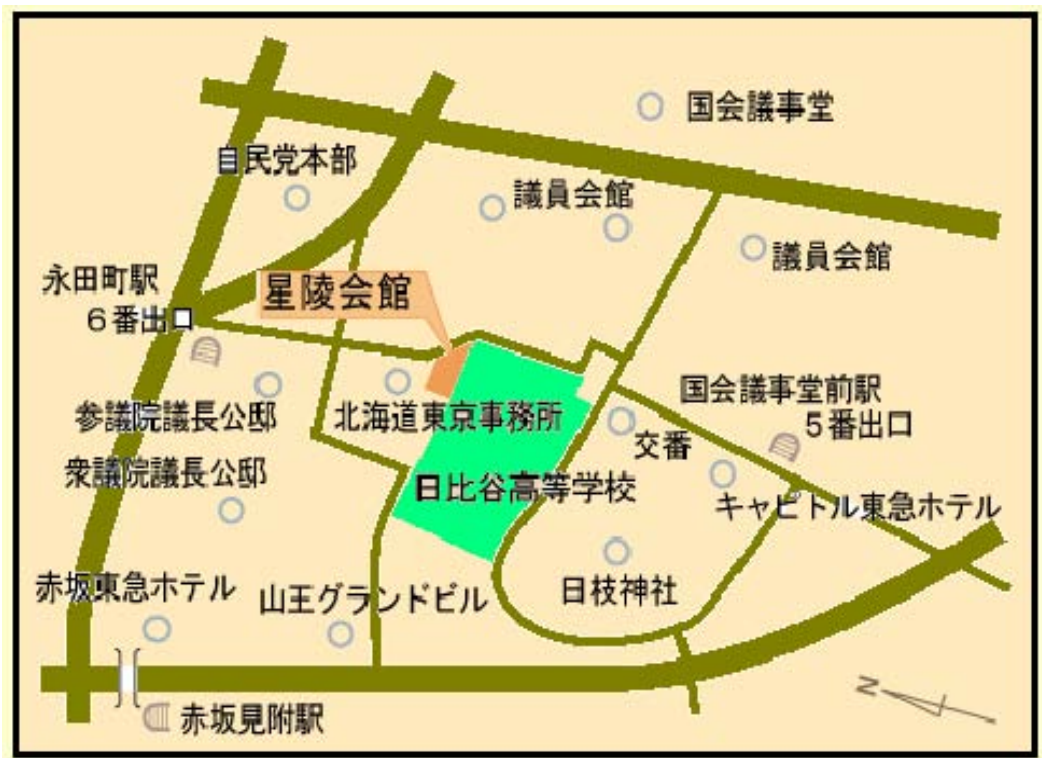 国会議事堂
自民党本部
議員会館
議員会館
永田町駅
6番出口
星陵会館
参議院議長公邸
北海道東京事務所
国会議事堂前駅
5番出口
交番
衆議院議長公邸
日比谷高等学校
キャピトル東急ホテル
赤坂東急ホテル
山王グランドビル
日枝神社
赤坂見附駅
N